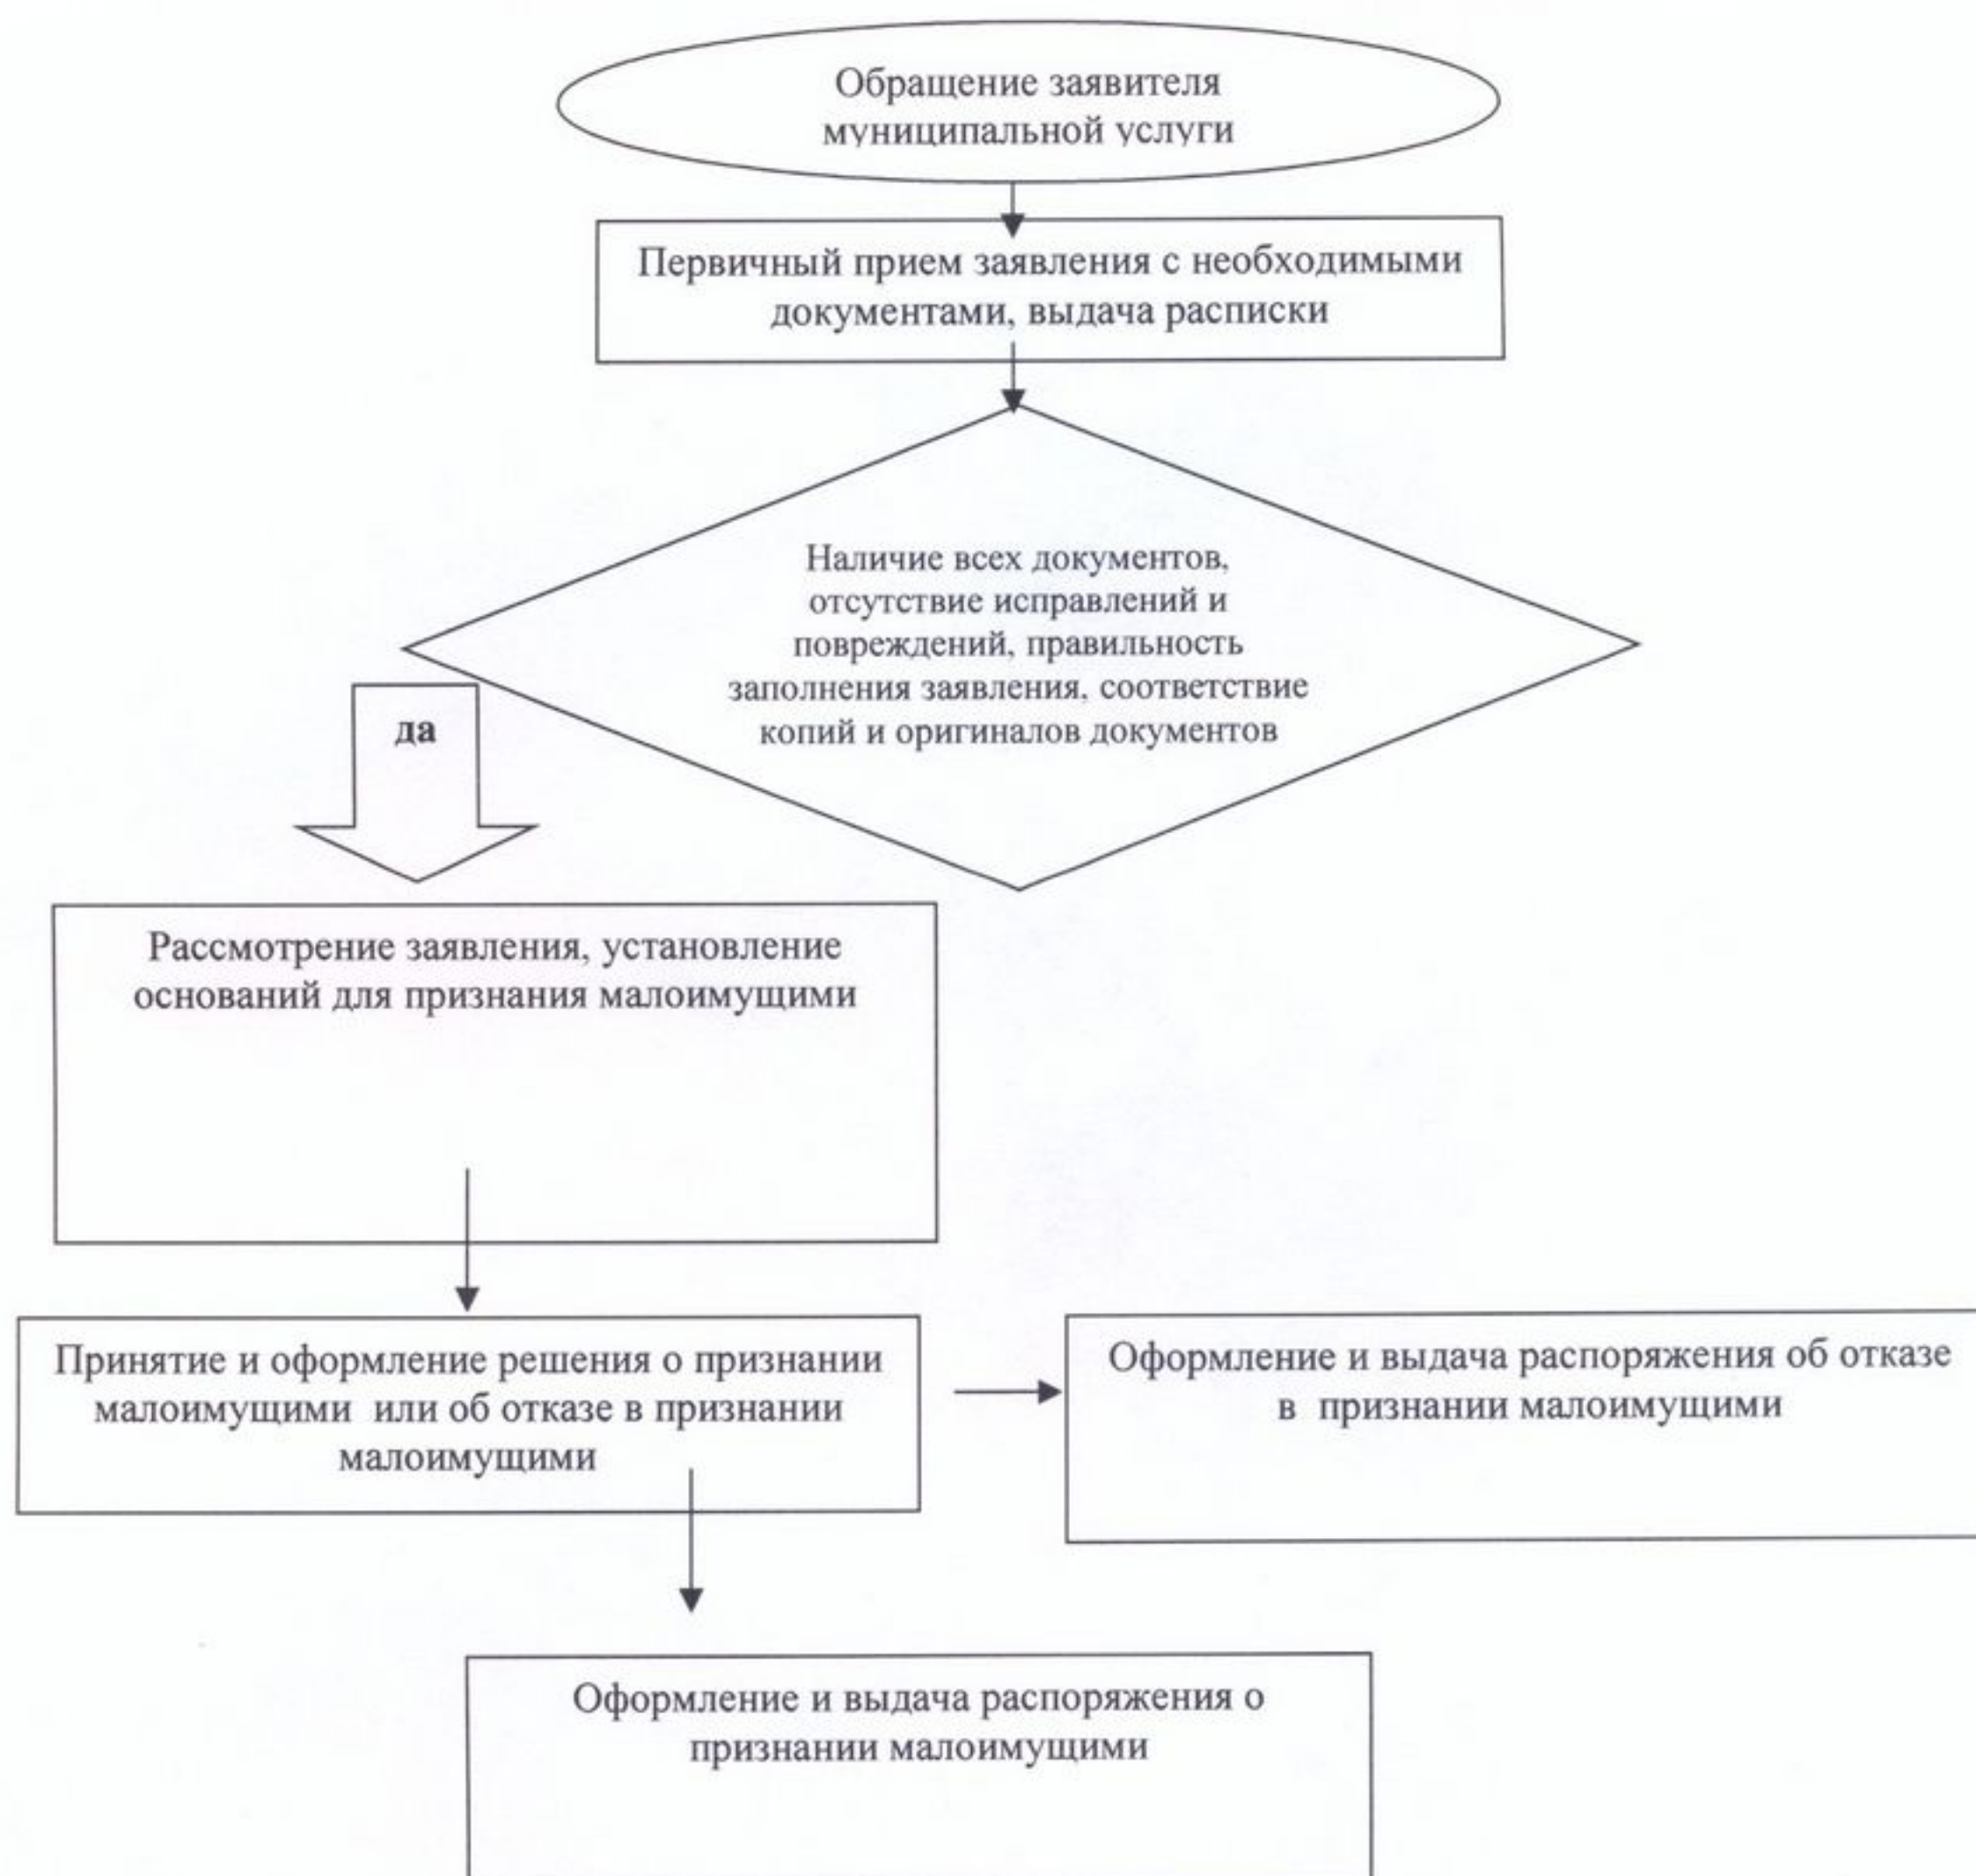 Обращение заявителя
муниципальной услуги
Первичный прием заявления с необходимыми
документами, выдача расписки
Наличие всех документов,
отсутствие исправлений и
повреждений, правильность
заполнения заявления, соответствие
копий и оригиналов документов
да
Рассмотрение заявления, установление
оснований для признания малоимущими
Принятие и оформление решения о признании
малоимущими или об отказе в признании
малоимущими
Оформление и выдача распоряжения об отказе
в признании малоимущими
Оформление и выдача распоряжения о
признании малоимущими